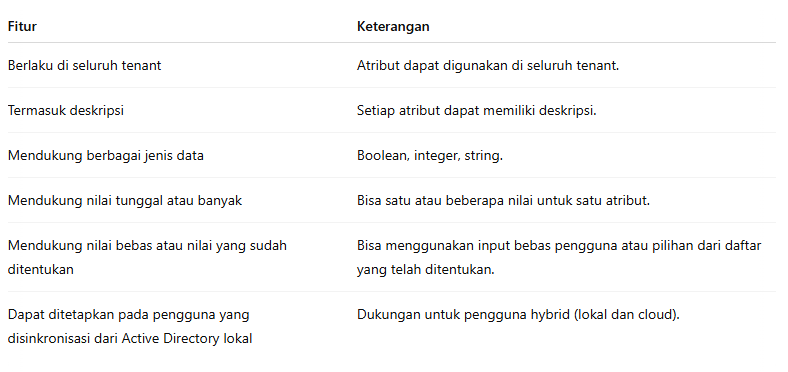 Fitur Keterangan
Berlaku di seluruh tenant Atribut dapat digunakan di seluruh tenant.
Termasuk deskripsi Setiap atribut dapat memiliki deskripsi.
Mendukung berbagai jenis data Boolean, integer, string.
Mendukung nilai tunggal atau banyak Bisa satu atau beberapa nilai untuk satu atribut.
Mendukung nilai bebas atau nilai yang sudah
ditentukan
Bisa menggunakan input bebas pengguna atau pilihan dari daftar
yang telah ditentukan.
Dapat ditetapkan pada pengguna yang
disinkronisasi dari Active Directory lokal
Dukungan untuk pengguna hybrid (lokal dan cloud).